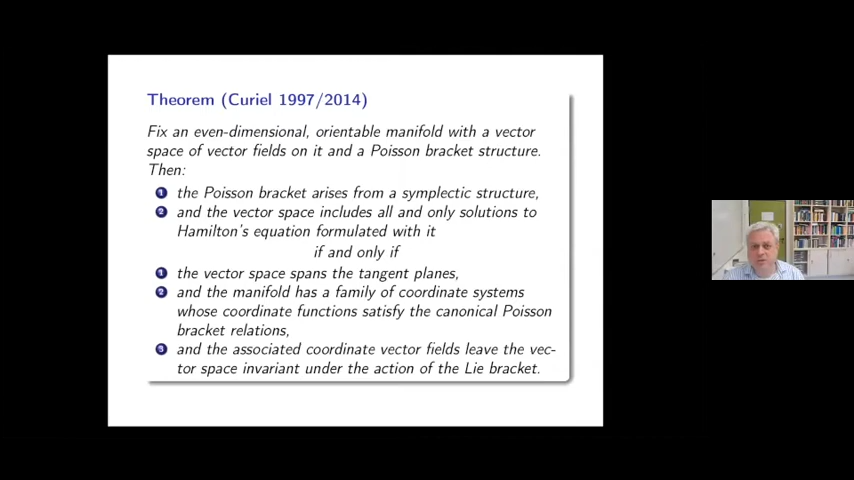 Theorem (Curiel 1997/2014)
Fix an even-dimensional, orientable manifold with a vector
space of vector fields on it and a Poisson bracket structure.
Then:
1 the Poisson bracket arises from a symplectic structure,
2 and the vector space includes all and only solutions to
Hamilton's equation formulated with it
if and only if
1 the vector space spans the tangent planes,
2 and the manifold has a family of coordinate systems
whose coordinate functions satisfy the canonical Poisson
bracket relations,
3 and the associated coordinate vector fields leave the vec-
tor space invariant under the action of the Lie bracket.